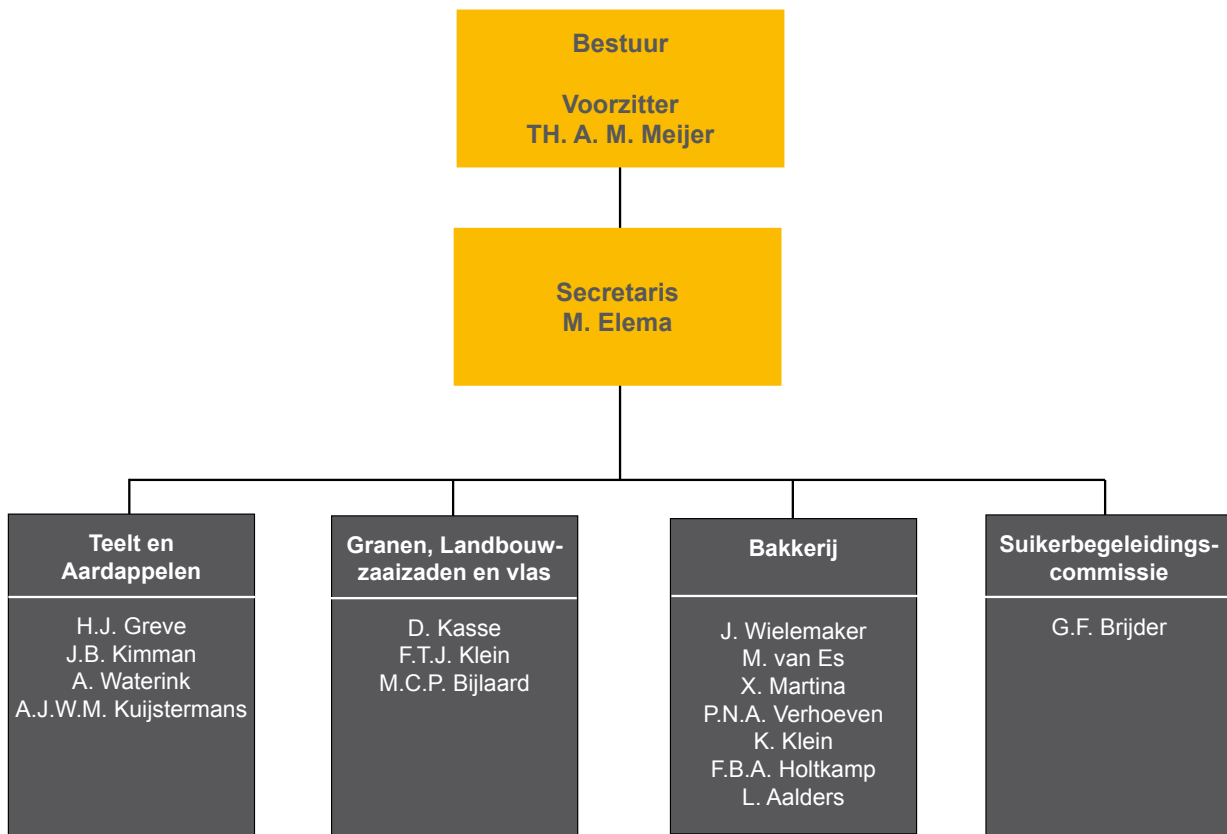 Bestuur
Voorzitter
TH. A. M. Meijer
Secretaris
M. Elema
Teelt en
Aardappelen
H.J. Greve
J.B. Kimman
A. Waterink
A.J.W.M. Kuijstermans
Granen, Landbouw-
zaaizaden en vlas
D. Kasse
F.T.J. Klein
M.C.P. Bijlaard
Bakkerij
J. Wielemaker
M. van Es
X. Martina
P.N.A. Verhoeven
K. Klein
F.B.A. Holtkamp
L. Aalders
Suikerbegeleidings-
commissie
G.F. Brijder